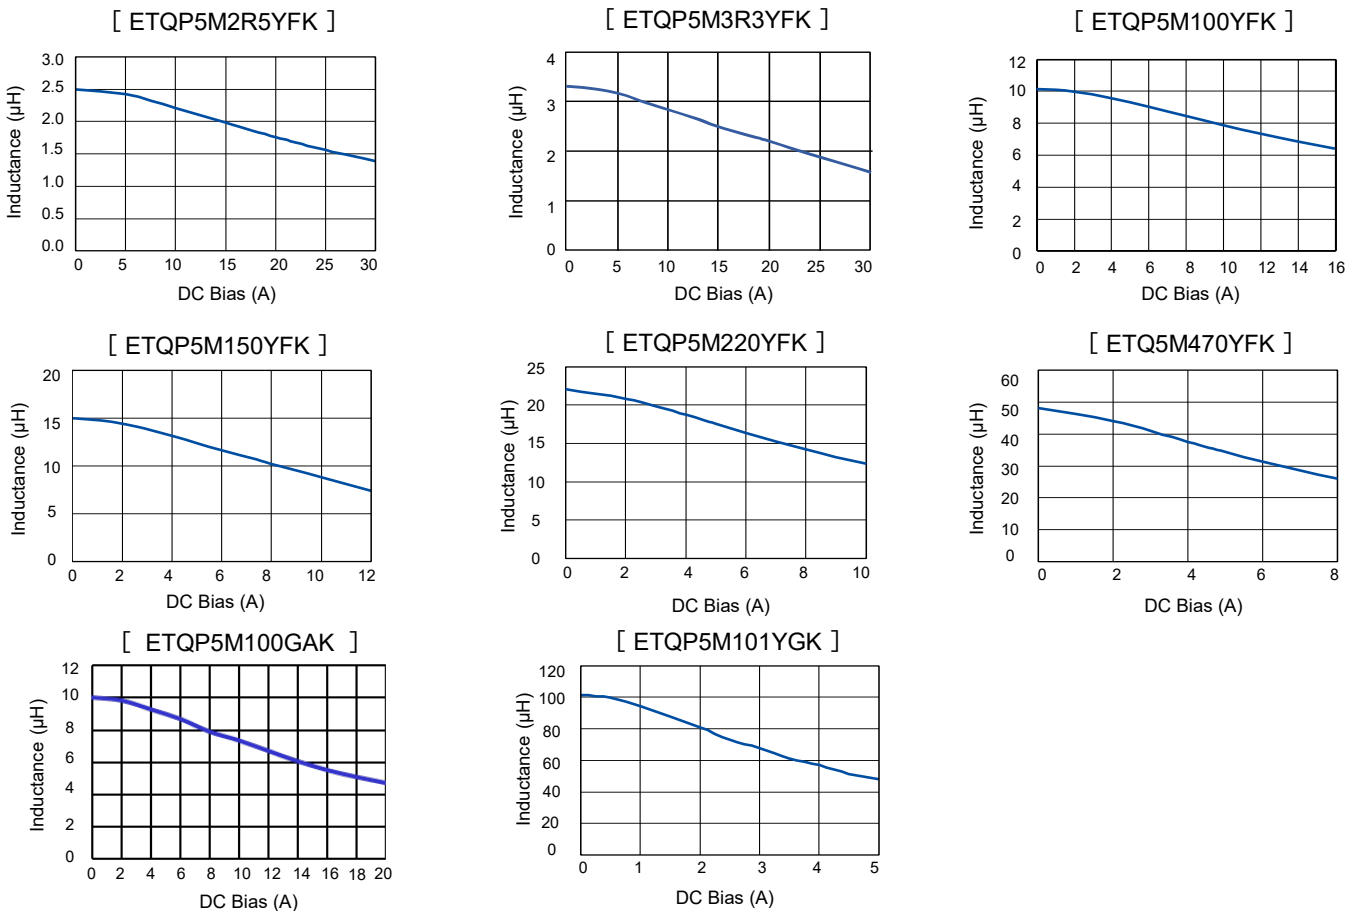 [ ETQP5M2R5YFK ]
Inductance (μH)
3.0
2.5
2.0
1.5
1.0
0.5
0.0
0 5 10 15 20 25 30
DC Bias (A)
[ ETQP5M3R3YFK ]
Inductance (μH)
4
3
2
1
0
0 5 10 15 20 25 30
DC Bias (A)
[ ETQP5M100YFK ]
Inductance (μH)
12
10
8
6
4
2
0
0 2 4 6 8 10 12 14 16
DC Bias (A)
[ ETQP5M150YFK ]
Inductance (μH)
20
15
10
5
0
0 2 4 6 8 10 12
DC Bias (A)
[ ETQP5M220YFK ]
Inductance (μH)
25
20
15
10
5
0
0 2 4 6 8 10
DC Bias (A)
[ ETQ5M470YFK ]
Inductance (μH)
60
50
40
30
20
10
0
0 2 4 6 8
DC Bias (A)
[ ETQP5M100GAK ]
Inductance (μH)
12
10
8
6
4
2
0
0 2 4 6 8 10 12 14 16 18 20
DC Bias (A)
[ ETQP5M101YGK ]
Inductance (μH)
120
100
80
60
40
20
0
0 1 2 3 4 5
DC Bias (A)